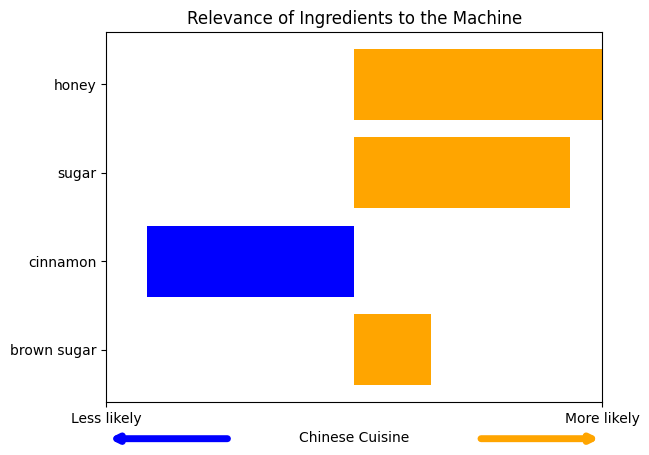 Relevance of Ingredients to the Machine
honey
sugar
cinnamon
brown sugar
Less likely
More likely
Chinese Cuisine